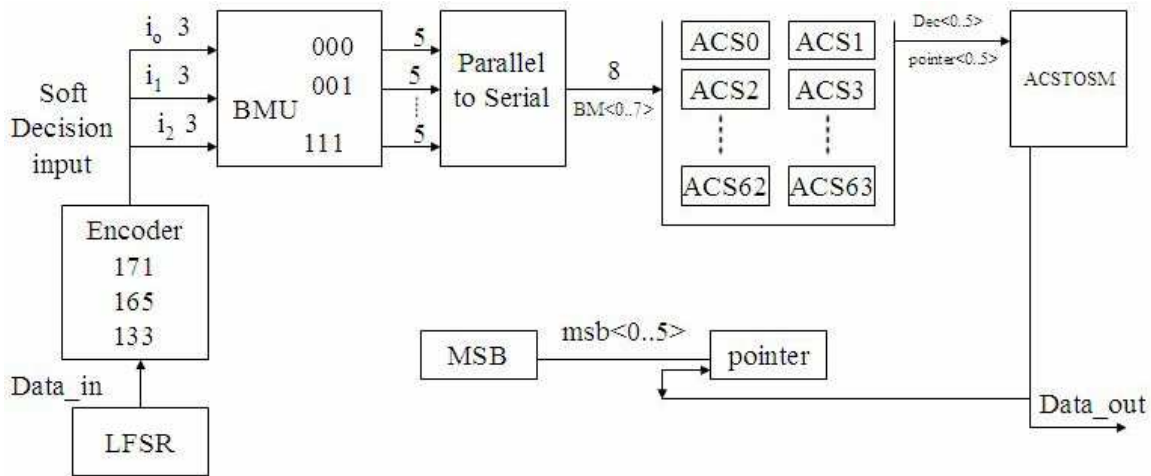 i₀ 3
i₁ 3
i₂ 3
Soft
Decision
input
BMU
000
001
111
5
5
5
Parallel
to Serial
8
BM<0..7>
ACS0 ACS1
ACS2 ACS3
ACS62 ACS63
Dec<0..5>
pointer<0..5>
ACSTOSM
Encoder
171
165
133
Data_in
LFSR
MSB
msb<0..5>
pointer
Data_out